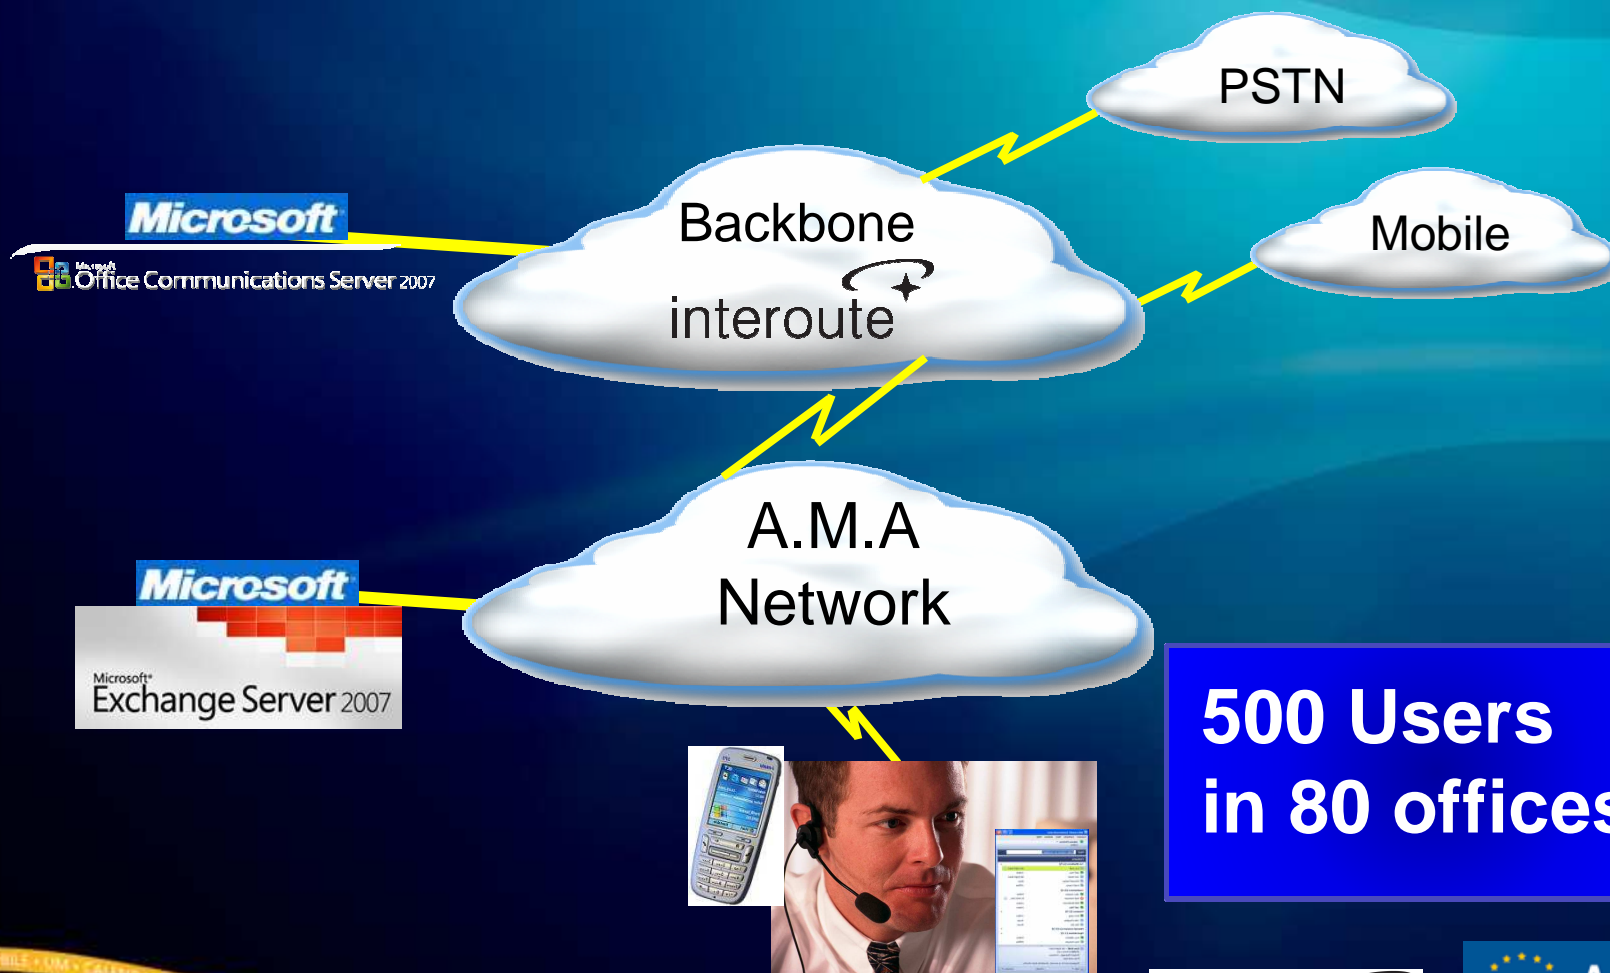 PSTN
Microsoft
Backbone
Mobile
Microsoft
Office Communications Server 2007
interoute
A.M.A
Network
Microsoft
Microsoft
Exchange Server 2007
500 Users
in 80 offices